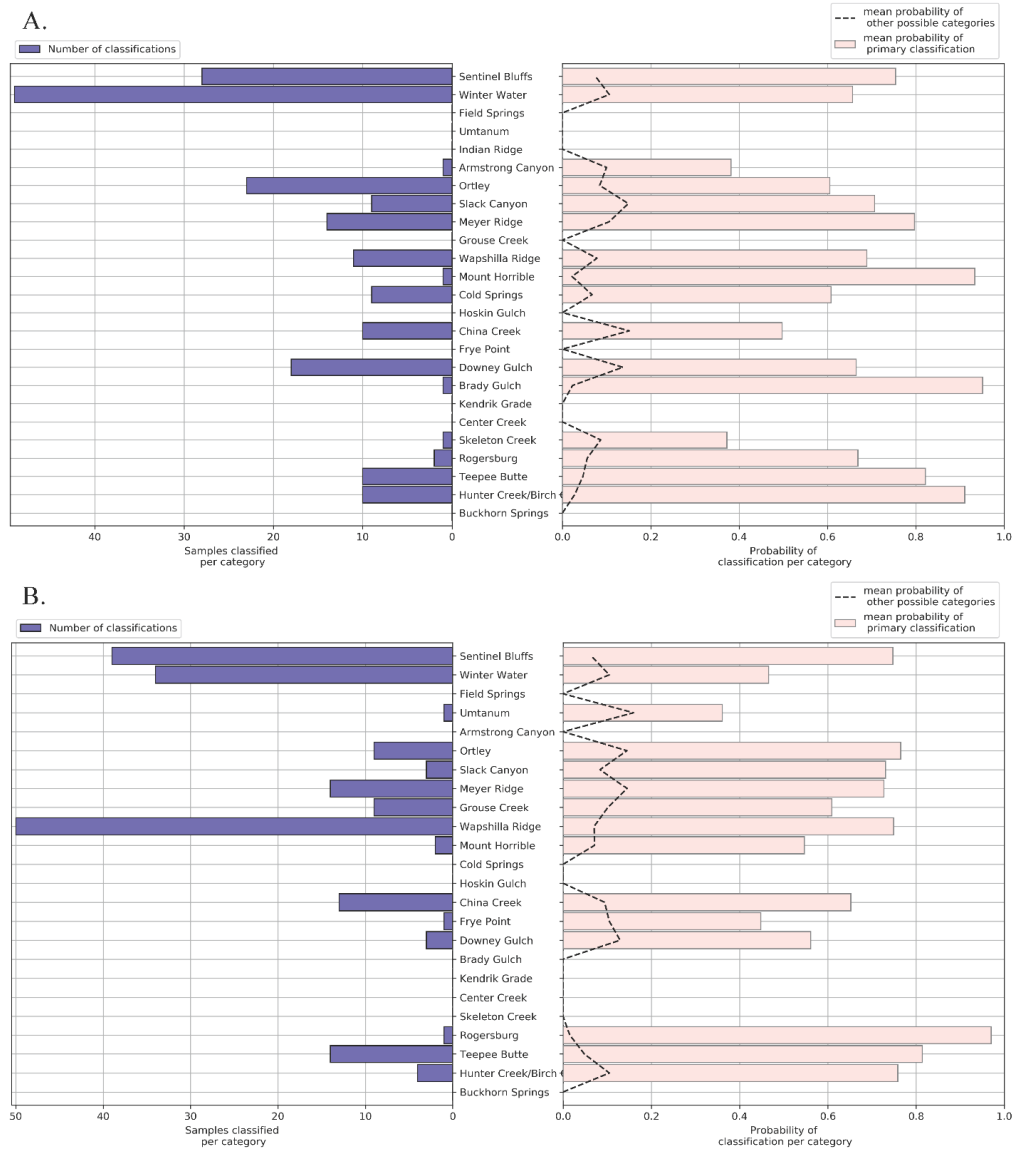 A.
Number of classifications
mean probability of
other possible categories
mean probability of
primary classification
Sentinel Bluffs
Winter Water
Field Springs
Umtanum
Indian Ridge
Armstrong Canyon
Ortley
Slack Canyon
Meyer Ridge
Grouse Creek
Wapshilla Ridge
Mount Horrible
Cold Springs
Hoskin Gulch
China Creek
Frye Point
Downey Gulch
Brady Gulch
Kendrik Grade
Center Creek
Skeleton Creek
Rogersburg
Teepee Butte
Hunter Creek/Birch
Buckhorn Springs
40 30 20 10 0
Samples classified
per category
0.0 0.2 0.4 0.6 0.8 1.0
Probability of
classification per category
B.
Number of classifications
mean probability of
other possible categories
mean probability of
primary classification
Sentinel Bluffs
Winter Water
Field Springs
Umtanum
Armstrong Canyon
Ortley
Slack Canyon
Meyer Ridge
Grouse Creek
Wapshilla Ridge
Mount Horrible
Cold Springs
Hoskin Gulch
China Creek
Frye Point
Downey Gulch
Brady Gulch
Kendrik Grade
Center Creek
Skeleton Creek
Rogersburg
Teepee Butte
Hunter Creek/Birch
Buckhorn Springs
50 40 30 20 10 0
Samples classified
per category
0.0 0.2 0.4 0.6 0.8 1.0
Probability of
classification per category